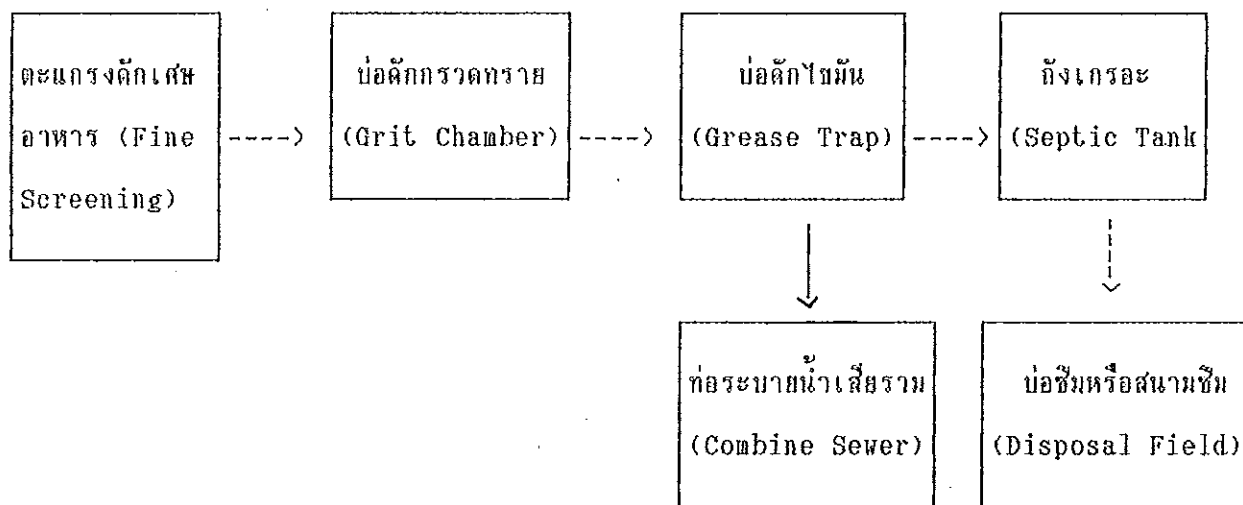 ตะแกรงดักเศษ
อาหาร (Fine
Screening)
---->
บ่อดักกรวดทราย
(Grit Chamber)
---->
บ่อดักไขมัน
(Grease Trap)
---->
ถังเกรอะ
(Septic Tank
ท่อระบายน้ำเสียรวม
(Combine Sewer)
บ่อซึมหรือสนามซึม
(Disposal Field)